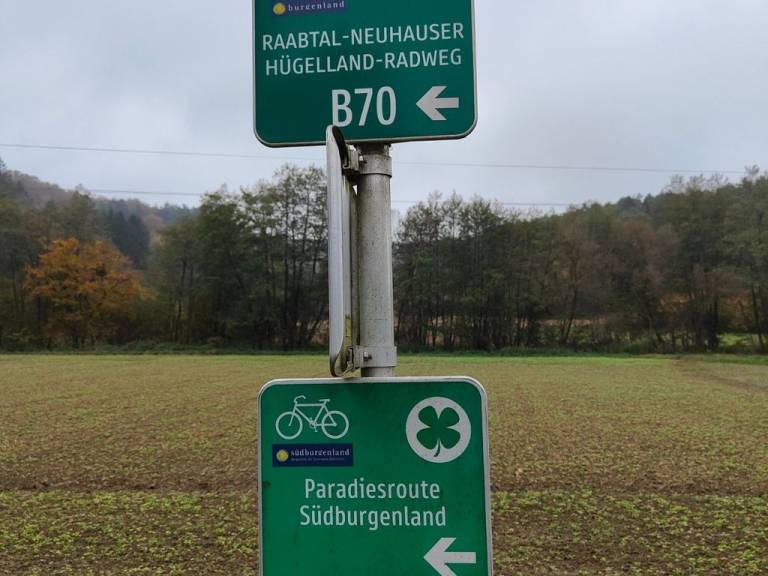 burgenland
RAABTAL-NEUHAUSER
HÜGELLAND-RADWEG
B70
südburgenland
Paradiesroute
Südburgenland